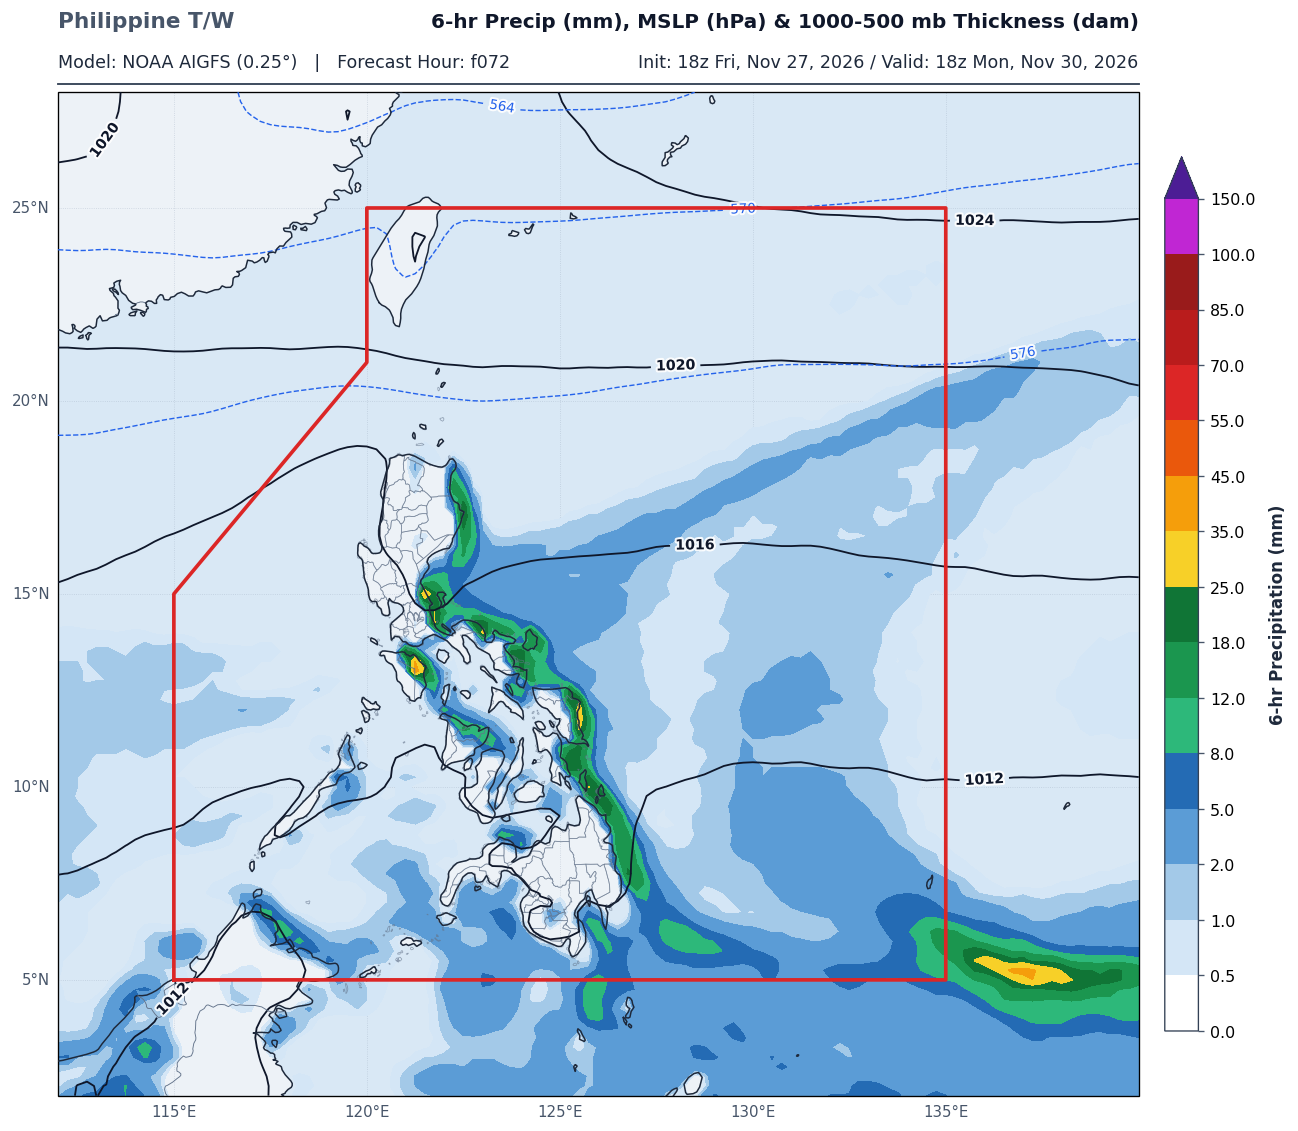 Philippine T/W
6-hr Precip (mm), MSLP (hPa) & 1000-500 mb Thickness (dam)
Model: NOAA AIGFS (0.25°) | Forecast Hour: f072
Init: 18z Fri, Nov 27, 2026 / Valid: 18z Mon, Nov 30, 2026
564
1020
570
1024
1020
576
1016
1012
1012
25°N
20°N
15°N
10°N
5°N
115°E
120°E
125°E
130°E
135°E
150.0
100.0
85.0
70.0
55.0
45.0
35.0
25.0
18.0
12.0
8.0
5.0
2.0
1.0
0.5
0.0
6-hr Precipitation (mm)